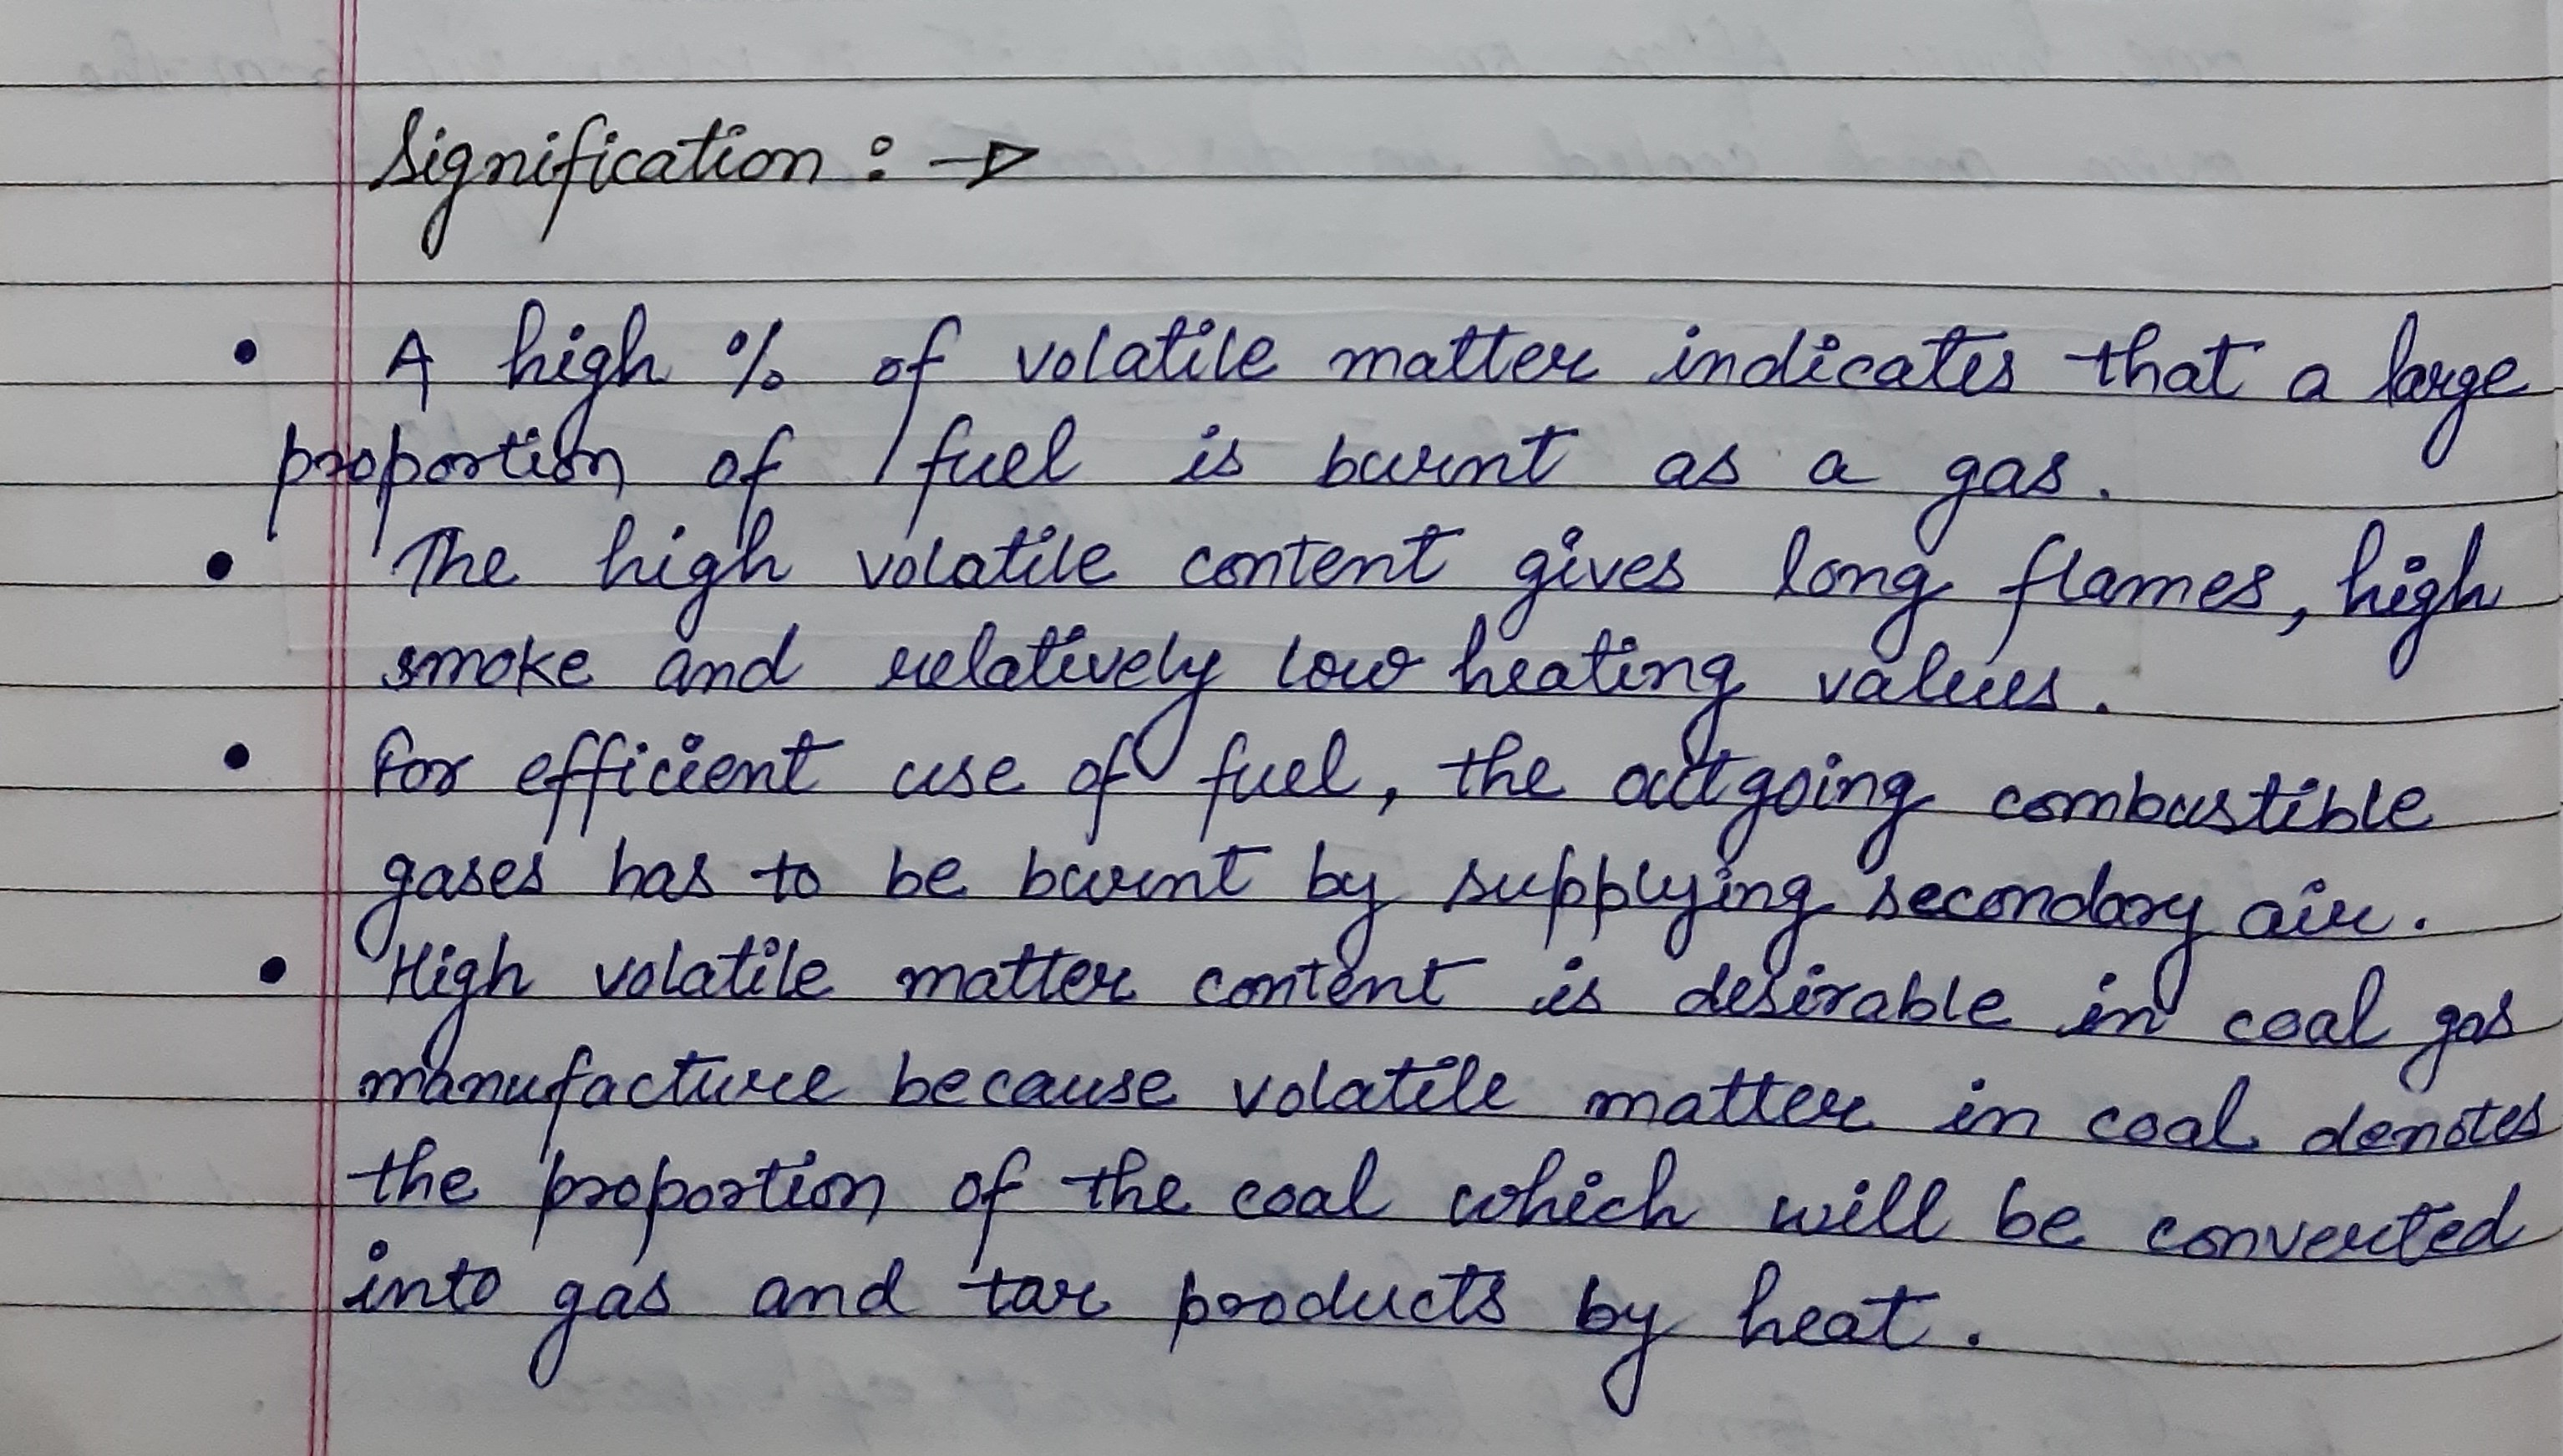 Signification : →
• A high % of volatile matter indicates that a large
proportion of fuel is burnt as a gas.
• The high volatile content gives long flames, high
smoke and relatively low heating values.
• For efficient use of fuel, the outgoing combustible
gases has to be burnt by supplying secondary air.
• High volatile matter content is desirable in coal gas
manufacture because volatile matter in coal denotes
the proportion of the coal which will be converted
into gas and tar products by heat.